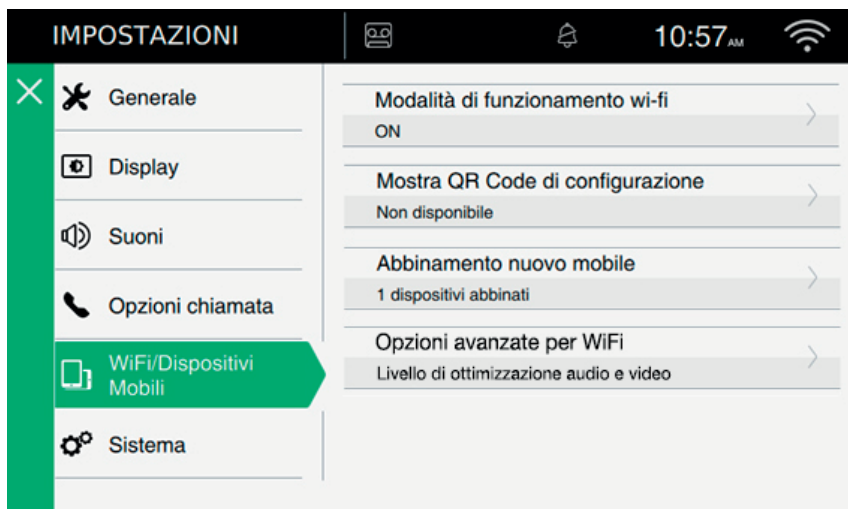 IMPOSTAZIONI
10:57AM
Generale
Display
Suoni
Opzioni chiamata
WiFi/Dispositivi
Mobili
Sistema
Modalità di funzionamento wi-fi
ON
Mostra QR Code di configurazione
Non disponibile
Abbinamento nuovo mobile
1 dispositivi abbinati
Opzioni avanzate per WiFi
Livello di ottimizzazione audio e video